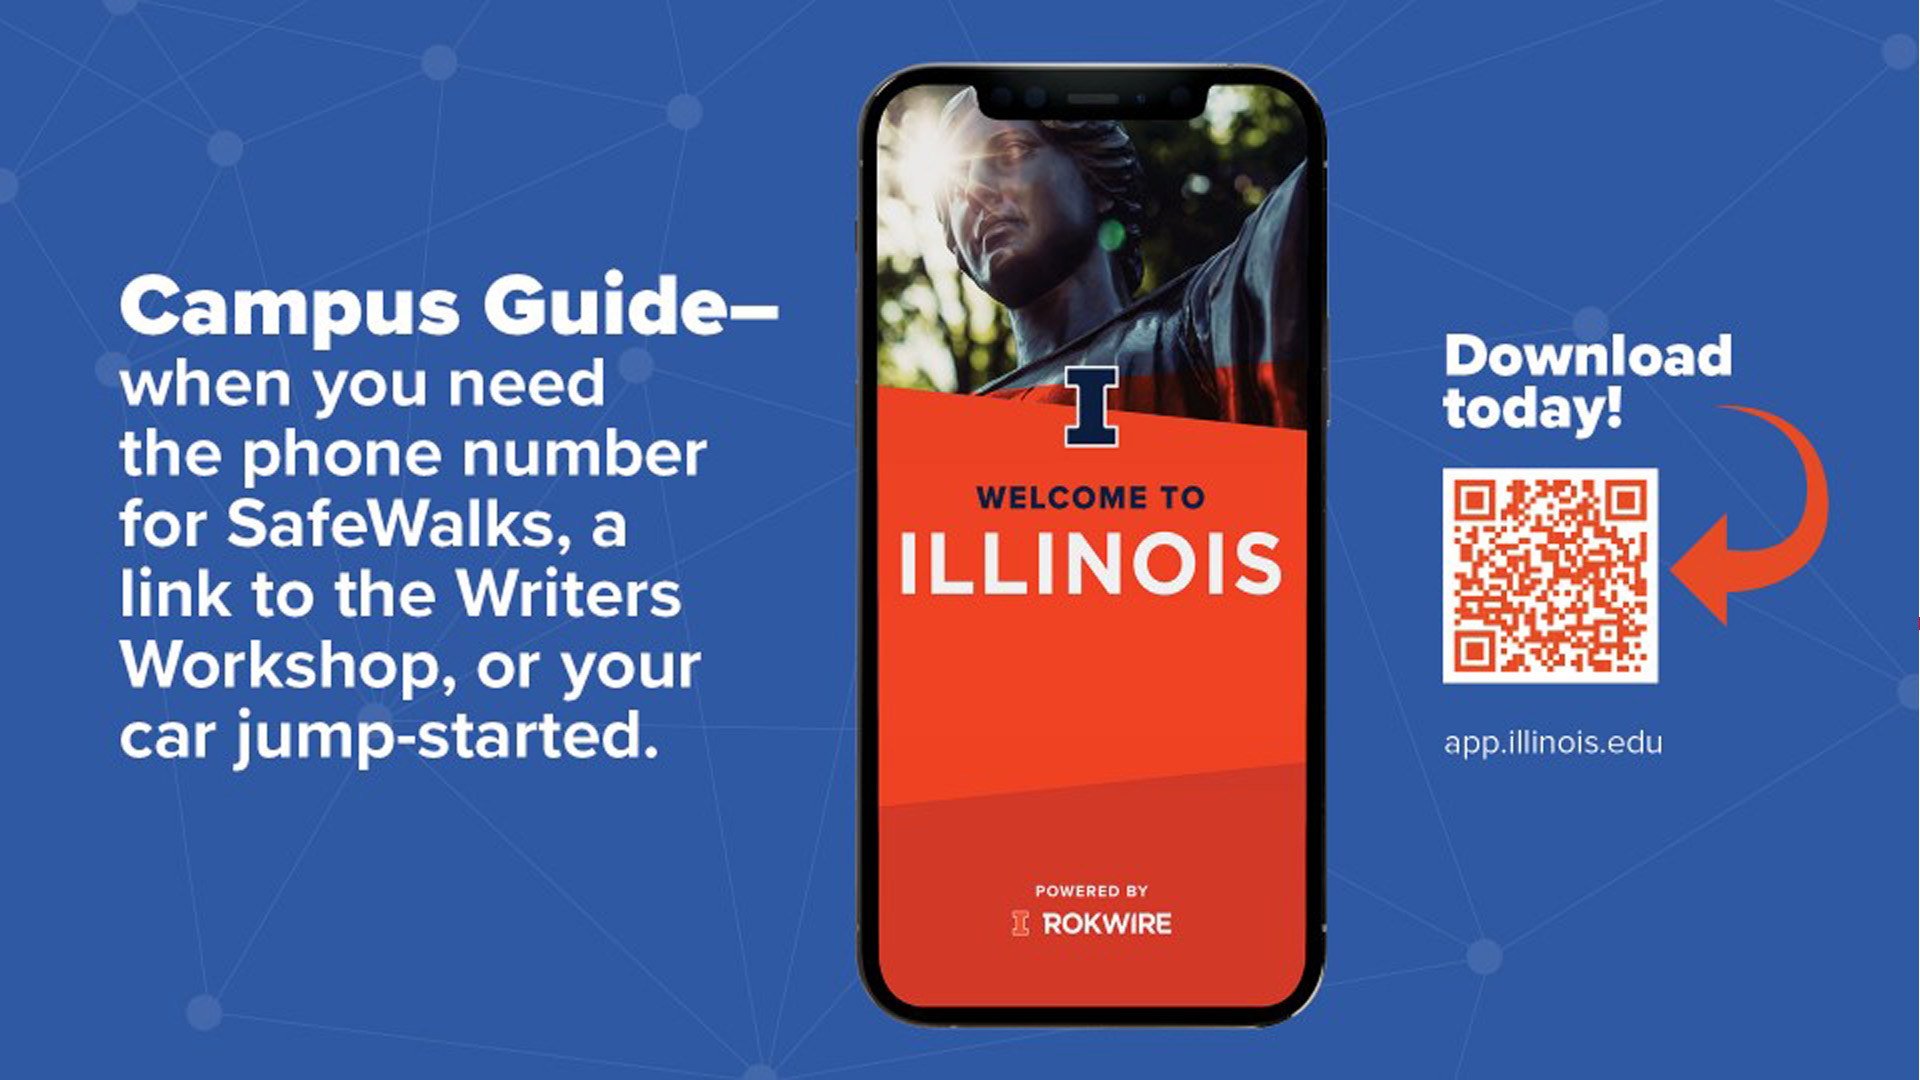 Campus Guide–
when you need
the phone number
for SafeWalks, a
link to the Writers
Workshop, or your
car jump-started.
I
WELCOME TO
ILLINOIS
POWERED BY
I ROKWIRE
Download
today!
app.illinois.edu